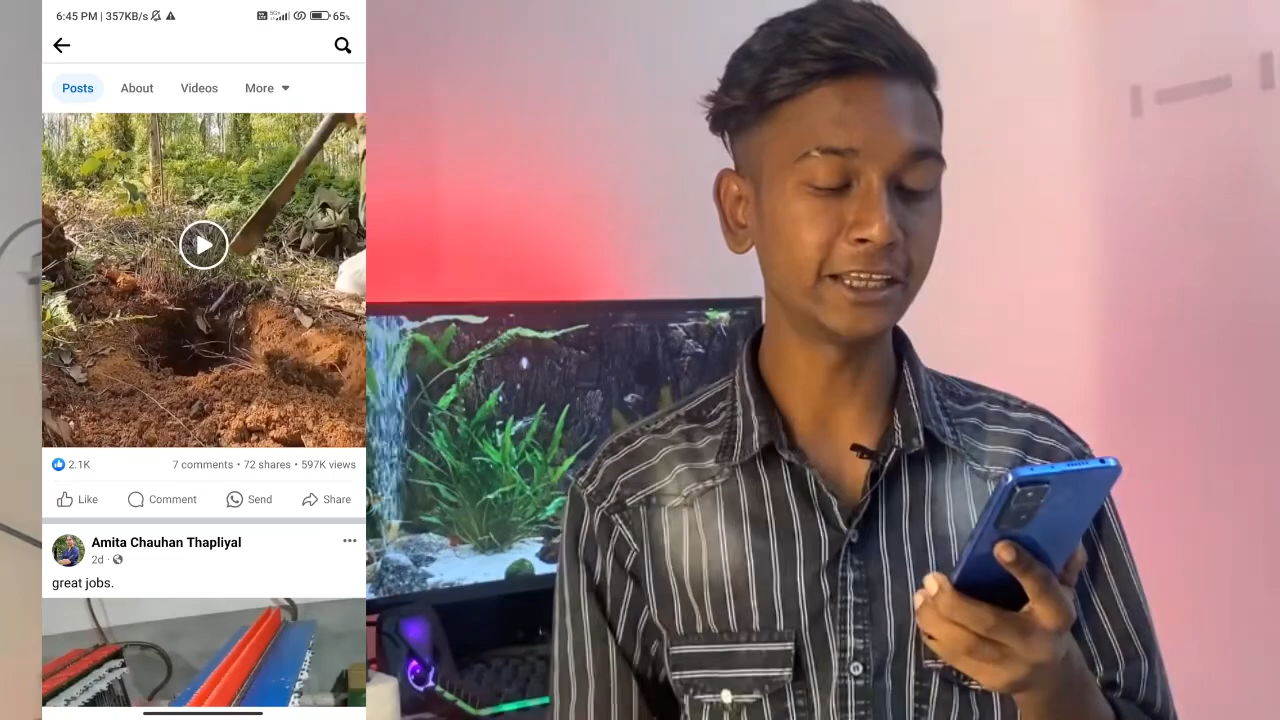 6:45 PM | 357KB/s 65%
Posts About Videos More
2.1K 7 comments • 72 shares • 597K views
Like Comment Send Share
Amita Chauhan Thapliyal
2d
great jobs.